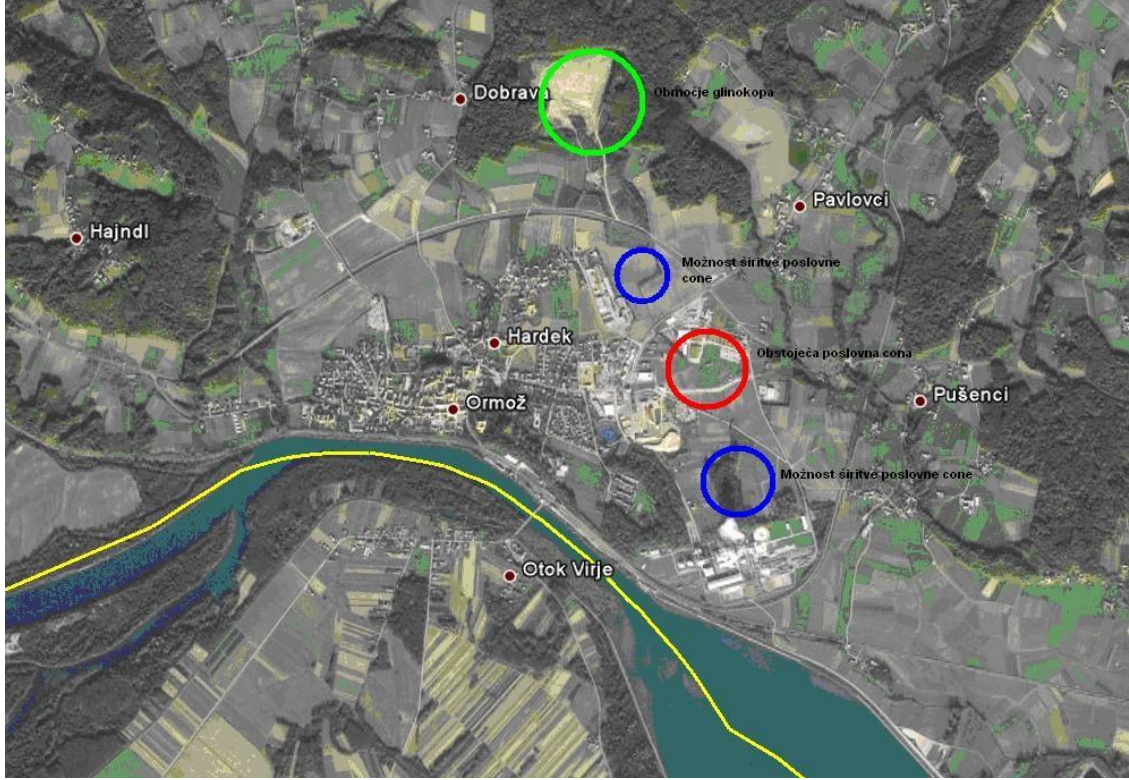 Dobrava
Območje glinokopa
Pavlovci
Hajndl
Možnost širitve poslovne
cone
Hardek
Obstoječa poslovna cona
Pušenci
Ormož
Možnost širitve poslovne cone
Otok Virje